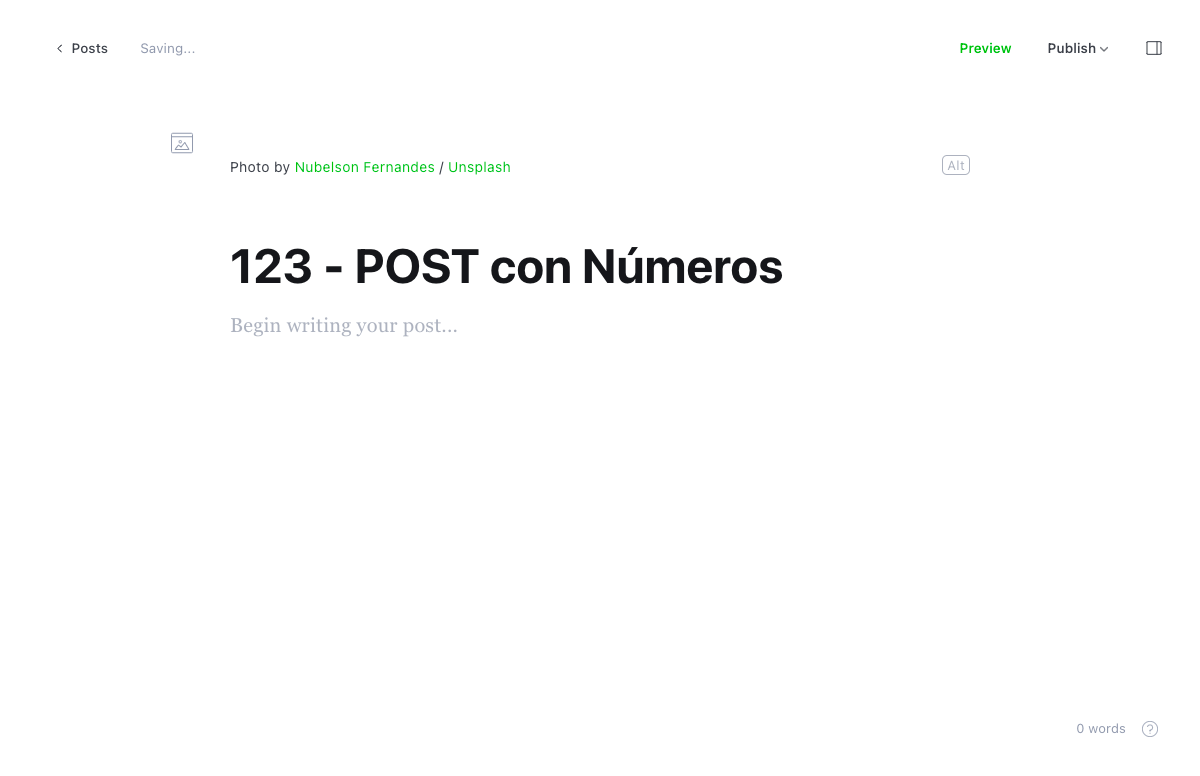 Posts
Saving...
Preview
Publish
Photo by Nubelson Fernandes / Unsplash
Alt
123 - POST con Números
Begin writing your post...
0 words
?